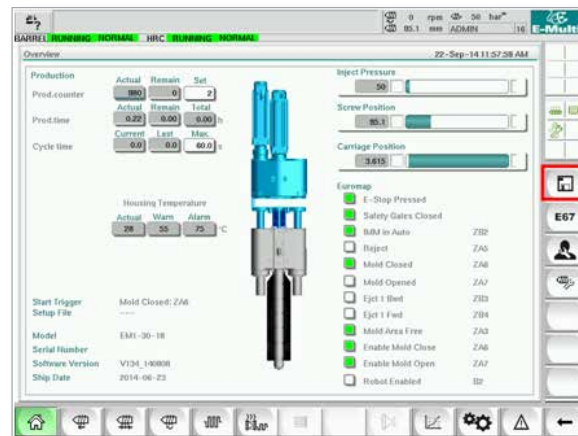 0 rpm 50 bar
85.1 mm ADMIN 16 E-Multi
BARREL RUNNING NORMAL HRC RUNNING NORMAL
Overview 22-Sep-14 11:57:58 AM
Production Actual Remain Set
Prod.counter 980 0 2
Actual Remain Total
Prod.time 0.22 0.00 0.00 h
Current Last Max.
Cycle time 0.0 0.0 60.0 s
Housing Temperature
Actual Warn Alarm
28 55 75 °C
Start Trigger Mold Closed: ZA6
Setup File ----
Model EM1-30-18
Serial Number
Software Version V134_140808
Ship Date 2014-06-23
Inject Pressure
50
Screw Position
85.1
Carriage Position
3.615
Euromap
E-Stop Pressed
Safety Gates Closed
IMM in Auto ZB2
Reject ZA5
Mold Closed ZA6
Mold Opened ZA7
Ejct 1 Bwd ZB3
Ejct 1 Fwd ZB4
Mold Area Free ZA3
Enable Mold Close ZA6
Enable Mold Open ZA7
Robot Enabled B2
E67